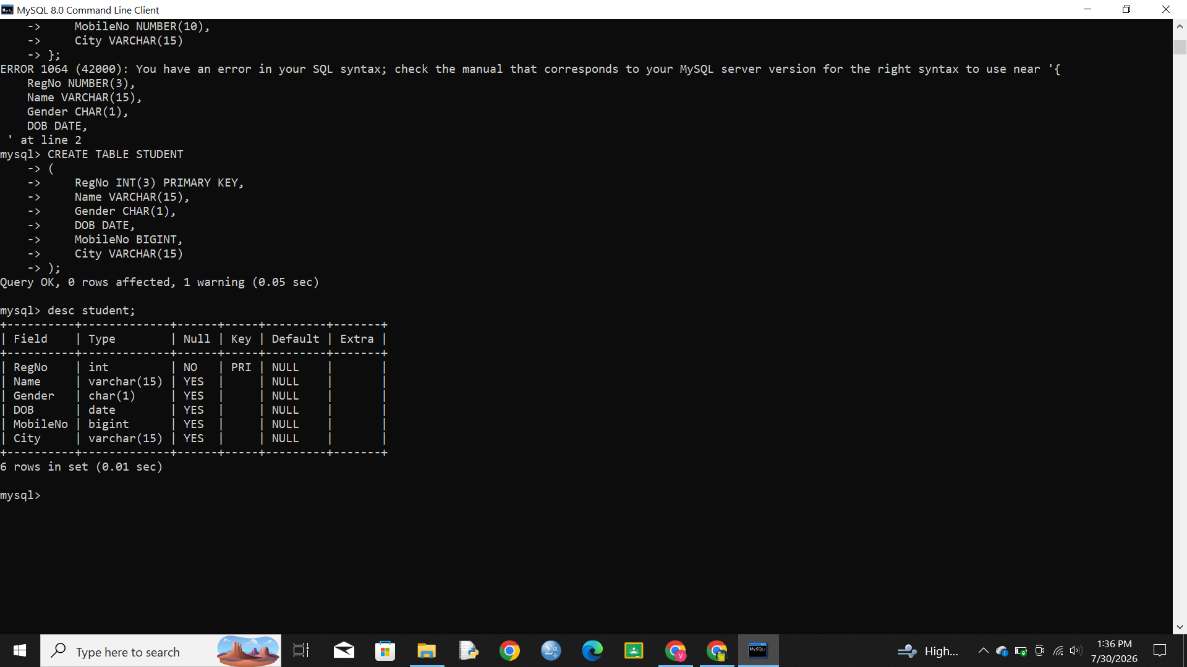 MySQL 8.0 Command Line Client
    ->     MobileNo NUMBER(10),
    ->     City VARCHAR(15)
    -> };
ERROR 1064 (42000): You have an error in your SQL syntax; check the manual that corresponds to your MySQL server version for the right syntax to use near '{
    RegNo NUMBER(3),
    Name VARCHAR(15),
    Gender CHAR(1),
    DOB DATE,
 ' at line 2
mysql> CREATE TABLE STUDENT
    -> (
    ->     RegNo INT(3) PRIMARY KEY,
    ->     Name VARCHAR(15),
    ->     Gender CHAR(1),
    ->     DOB DATE,
    ->     MobileNo BIGINT,
    ->     City VARCHAR(15)
    -> );
Query OK, 0 rows affected, 1 warning (0.05 sec)
mysql> desc student;
+----------+-------------+------+-----+---------+-------+
| Field    | Type        | Null | Key | Default | Extra |
+----------+-------------+------+-----+---------+-------+
| RegNo    | int         | NO   | PRI | NULL    |       |
| Name     | varchar(15) | YES  |     | NULL    |       |
| Gender   | char(1)     | YES  |     | NULL    |       |
| DOB      | date        | YES  |     | NULL    |       |
| MobileNo | bigint      | YES  |     | NULL    |       |
| City     | varchar(15) | YES  |     | NULL    |       |
+----------+-------------+------+-----+---------+-------+
6 rows in set (0.01 sec)
mysql>
Type here to search
High...
1:36 PM
7/30/2026